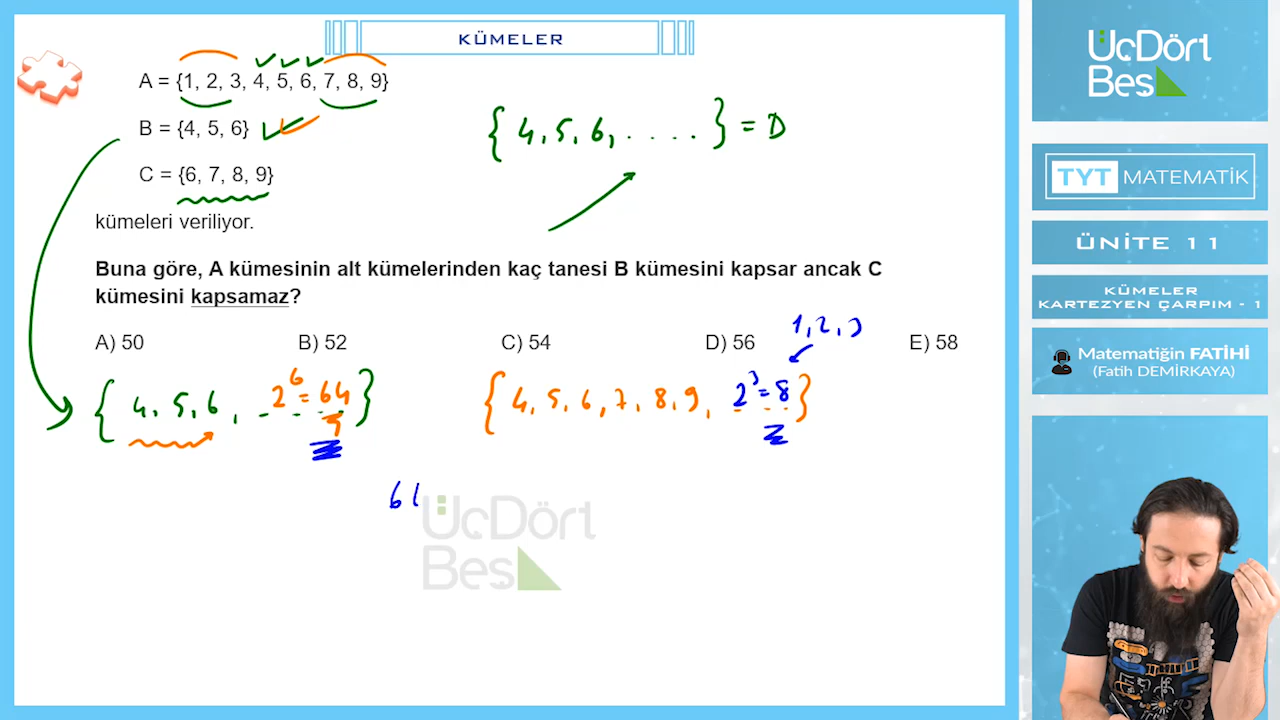 KÜMELER
A = {1, 2, 3, 4, 5, 6, 7, 8, 9}
B = {4, 5, 6}
C = {6, 7, 8, 9}
{4, 5, 6, . . . . } = D
kümeleri veriliyor.
Buna göre, A kümesinin alt kümelerinden kaç tanesi B kümesini kapsar ancak C
kümesini kapsamaz?
1, 2, 3
A) 50 B) 52 C) 54 D) 56 E) 58
{4, 5, 6, 2⁶ = 64}
{4, 5, 6, 7, 8, 9, 2³ = 8}
6
ÜçDört
Beş
ÜçDört
Beş
TYT MATEMATİK
ÜNİTE 11
KÜMELER
KARTEZYEN ÇARPIM - 1
Matematiğin FATİHİ
(Fatih DEMİRKAYA)